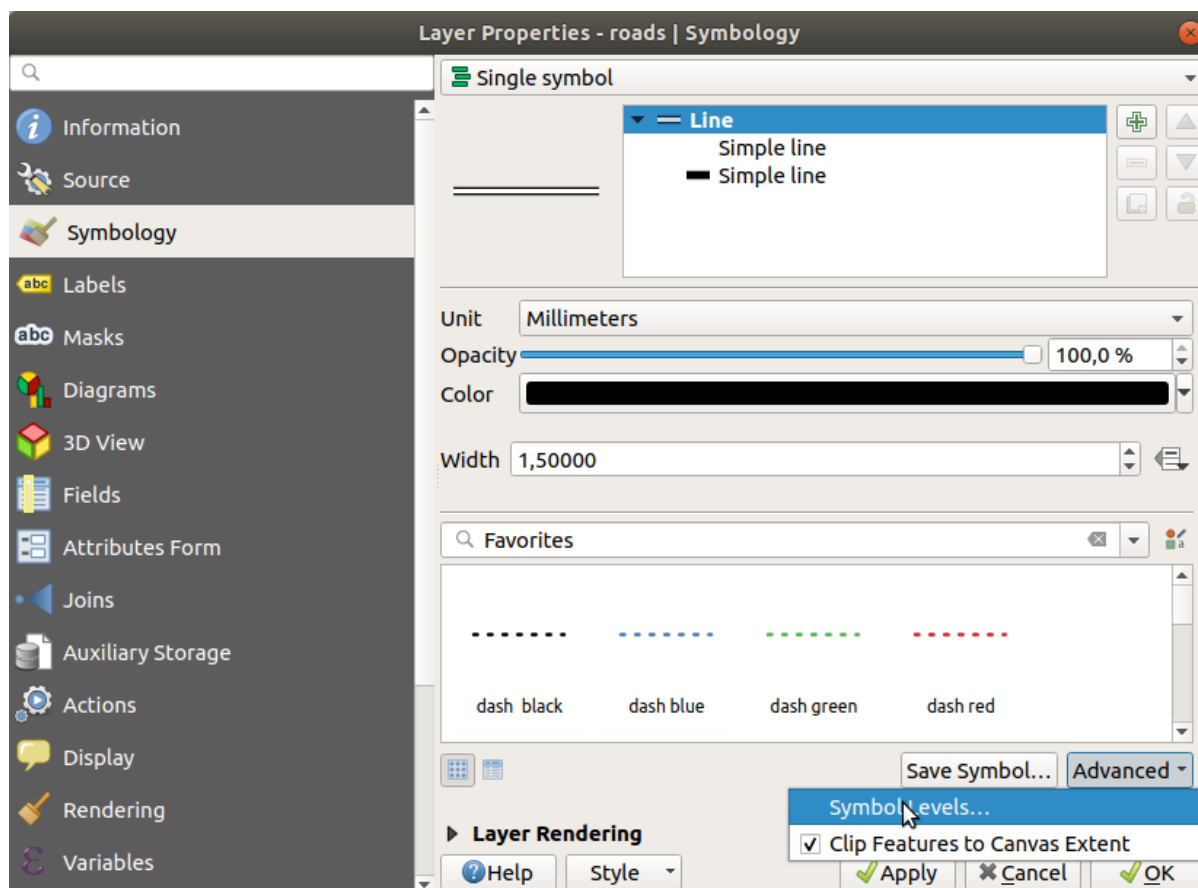 Layer Properties - roads | Symbology
Information
Source
Symbology
abc Labels
abc Masks
Diagrams
3D View
Fields
Attributes Form
Joins
Auxiliary Storage
Actions
Display
Rendering
Variables
Single symbol
Line
Simple line
Simple line
Unit Millimeters
Opacity 100,0 %
Color
Width 1,50000
Favorites
dash black dash blue dash green dash red
Save Symbol... Advanced
Symbol Levels...
Clip Features to Canvas Extent
Layer Rendering
Help Style Apply Cancel OK